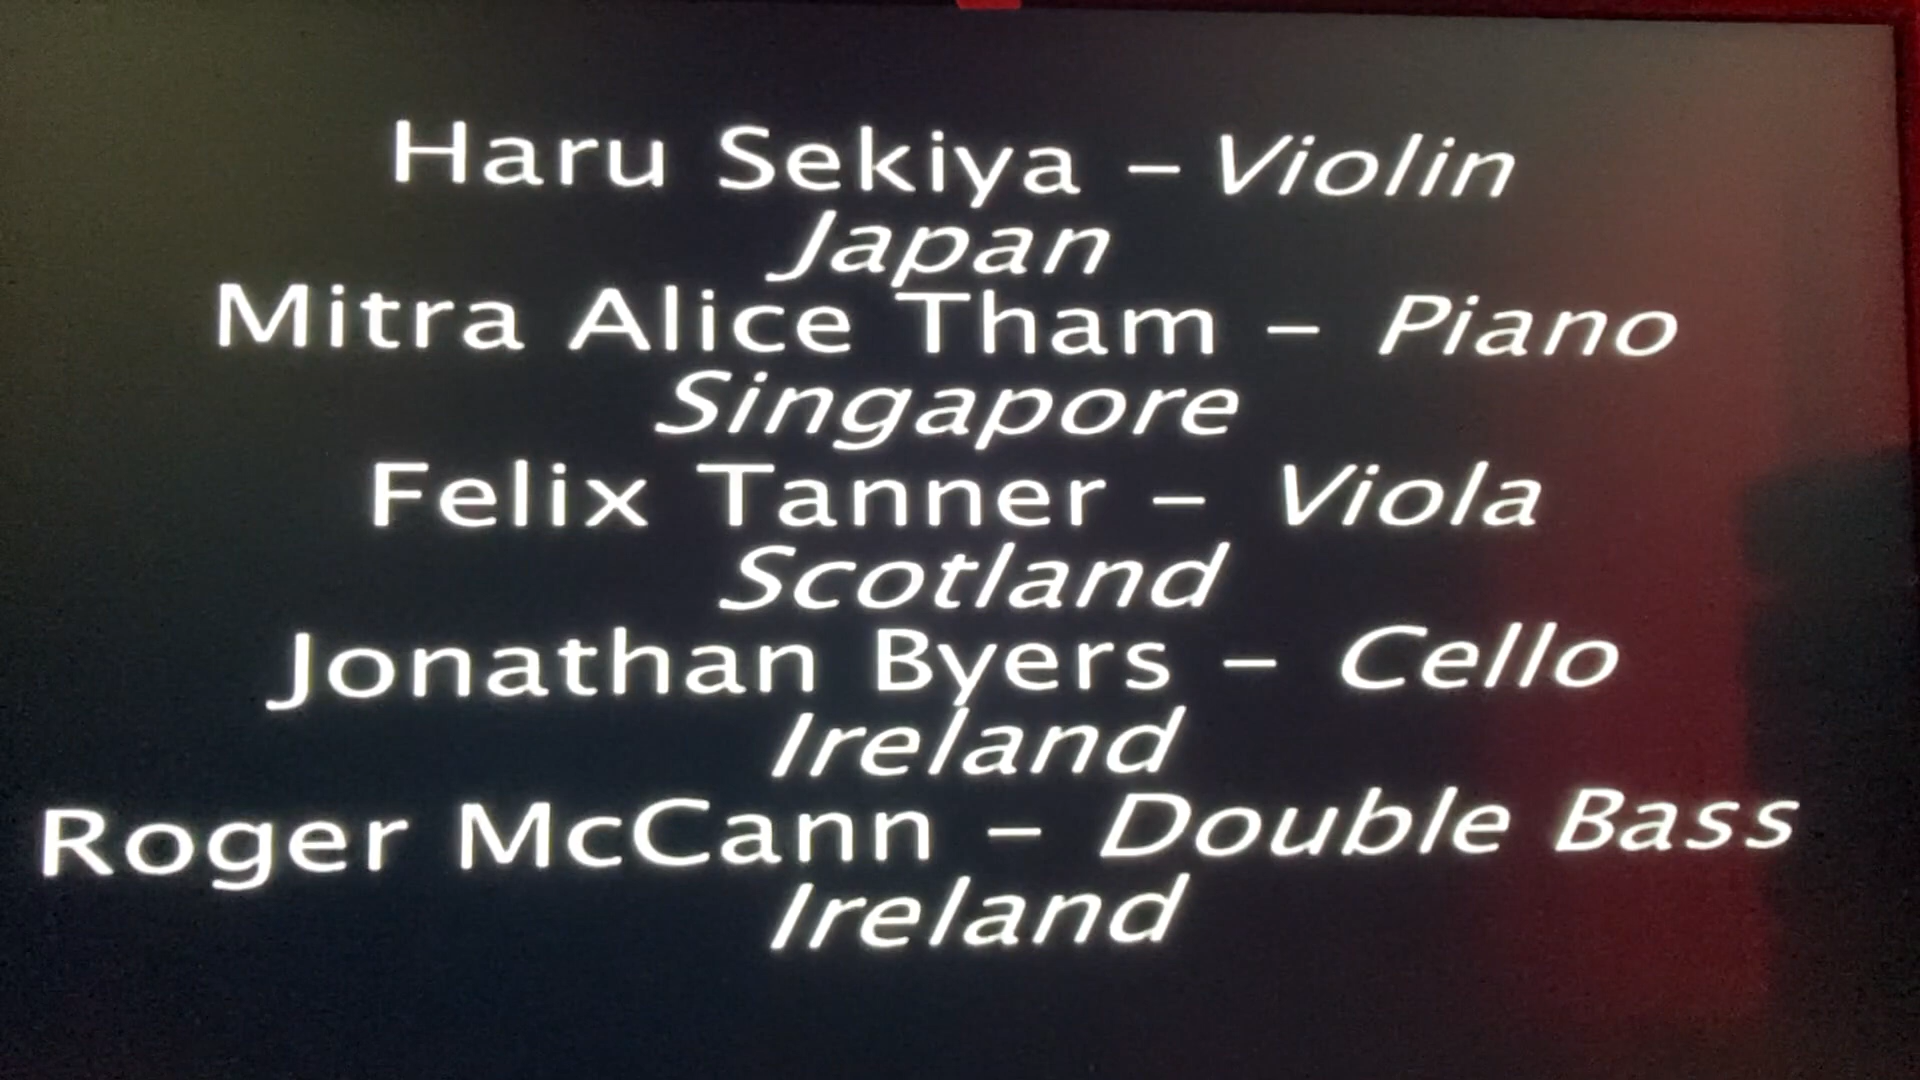 Haru Sekiya – Violin
Japan
Mitra Alice Tham – Piano
Singapore
Felix Tanner – Viola
Scotland
Jonathan Byers – Cello
Ireland
Roger McCann – Double Bass
Ireland